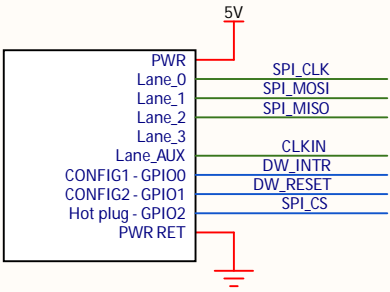 5V
PWR
Lane_0 SPI_CLK
Lane_1 SPI_MOSI
Lane_2 SPI_MISO
Lane_3
Lane_AUX CLKIN
CONFIG1 - GPIO0 DW_INTR
CONFIG2 - GPIO1 DW_RESET
Hot plug - GPIO2 SPI_CS
PWR RET